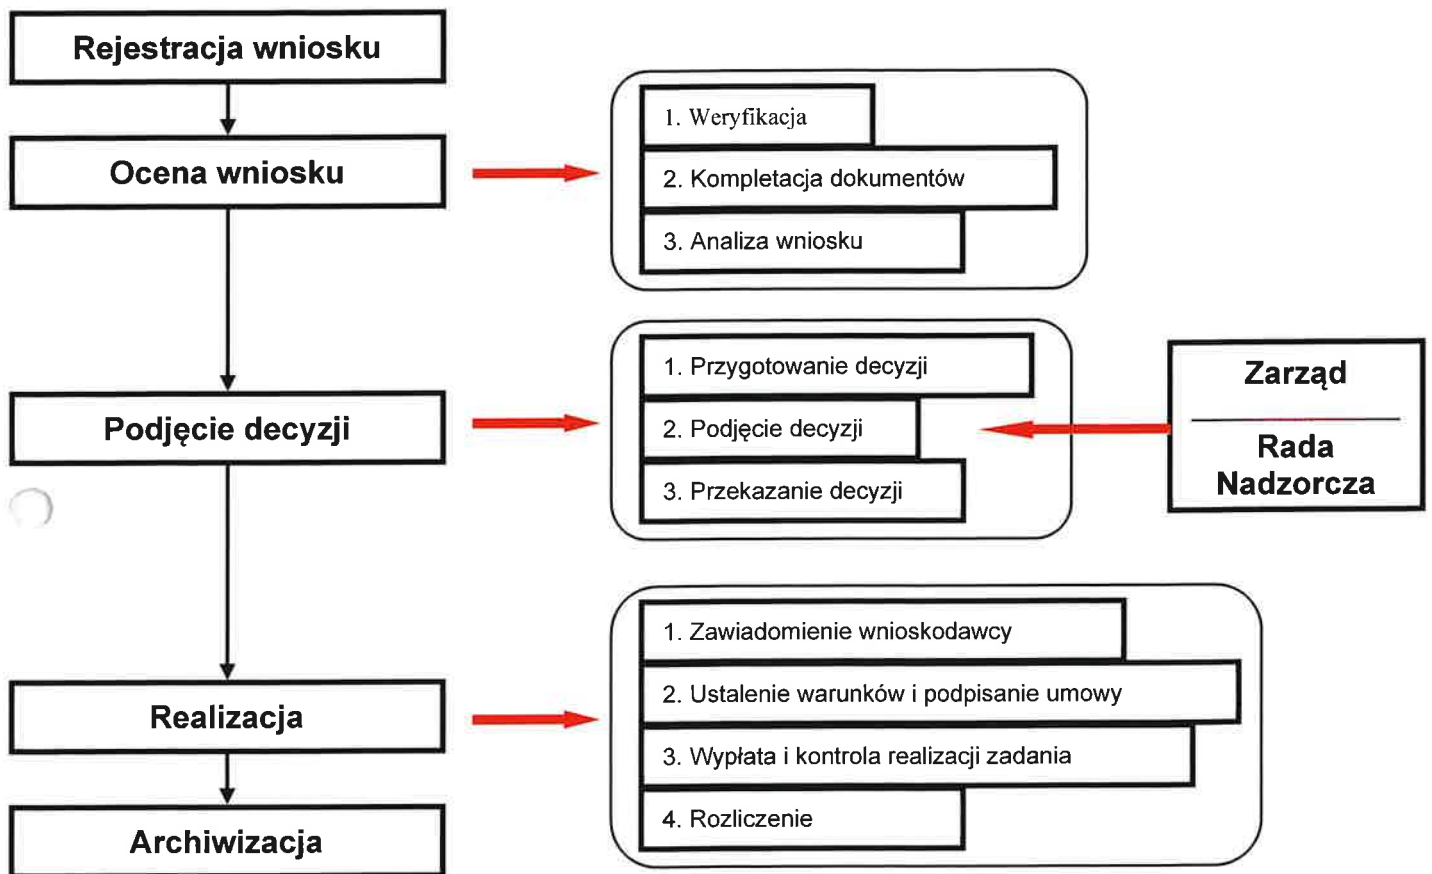 Rejestracja wniosku
Ocena wniosku
1. Weryfikacja
2. Kompletacja dokumentów
3. Analiza wniosku
Podjęcie decyzji
1. Przygotowanie decyzji
2. Podjęcie decyzji
3. Przekazanie decyzji
Zarząd
Rada
Nadzorcza
Realizacja
1. Zawiadomienie wnioskodawcy
2. Ustalenie warunków i podpisanie umowy
3. Wypłata i kontrola realizacji zadania
4. Rozliczenie
Archiwizacja